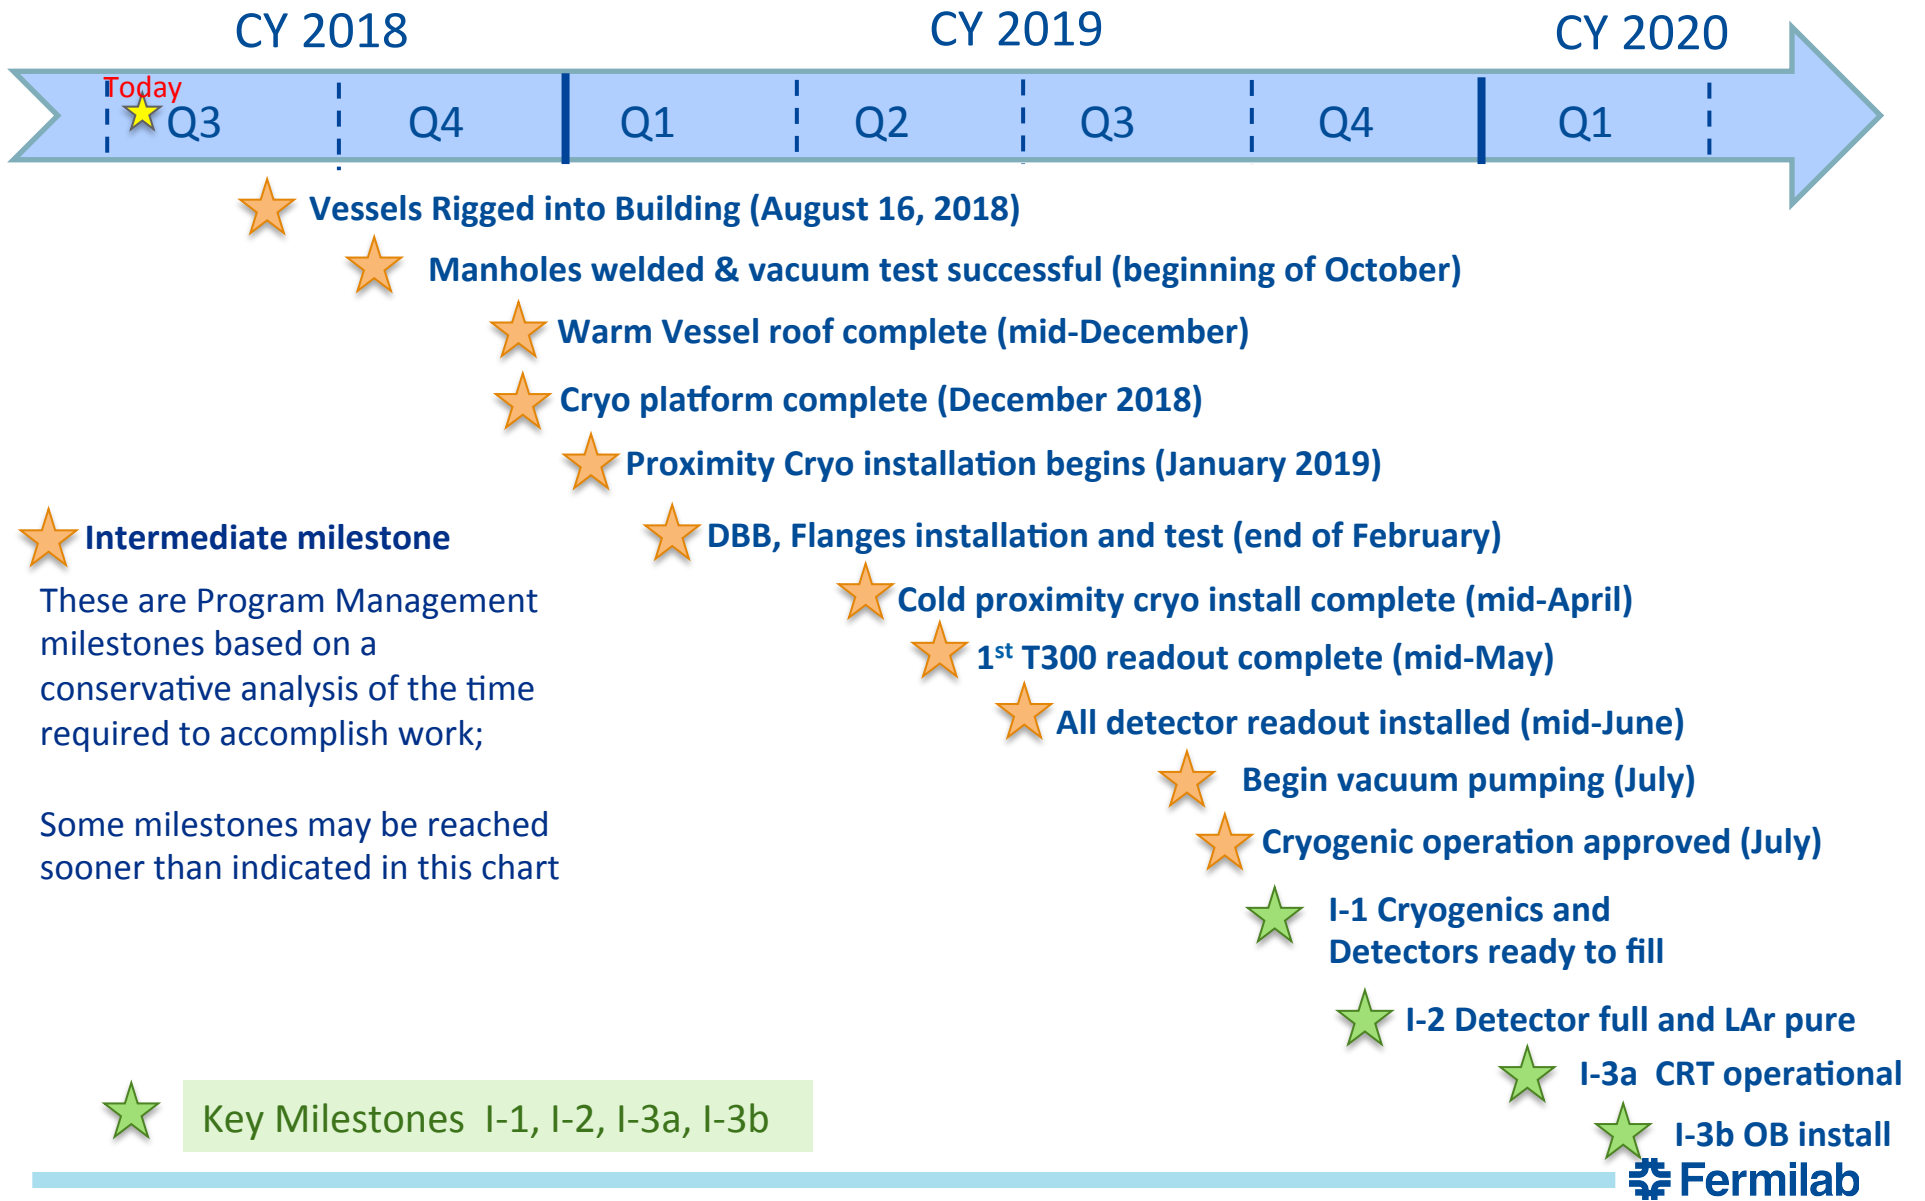 CY 2018
CY 2019
CY 2020
Today
Q3
Q4
Q1
Q2
Q3
Q4
Q1
Vessels Rigged into Building (August 16, 2018)
Manholes welded & vacuum test successful (beginning of October)
Warm Vessel roof complete (mid-December)
Cryo platform complete (December 2018)
Proximity Cryo installation begins (January 2019)
Intermediate milestone
DBB, Flanges installation and test (end of February)
These are Program Management
milestones based on a
conservative analysis of the time
required to accomplish work;
Some milestones may be reached
sooner than indicated in this chart
Cold proximity cryo install complete (mid-April)
1st T300 readout complete (mid-May)
All detector readout installed (mid-June)
Begin vacuum pumping (July)
Cryogenic operation approved (July)
I-1 Cryogenics and
Detectors ready to fill
I-2 Detector full and LAr pure
I-3a CRT operational
I-3b OB install
Key Milestones I-1, I-2, I-3a, I-3b
Fermilab